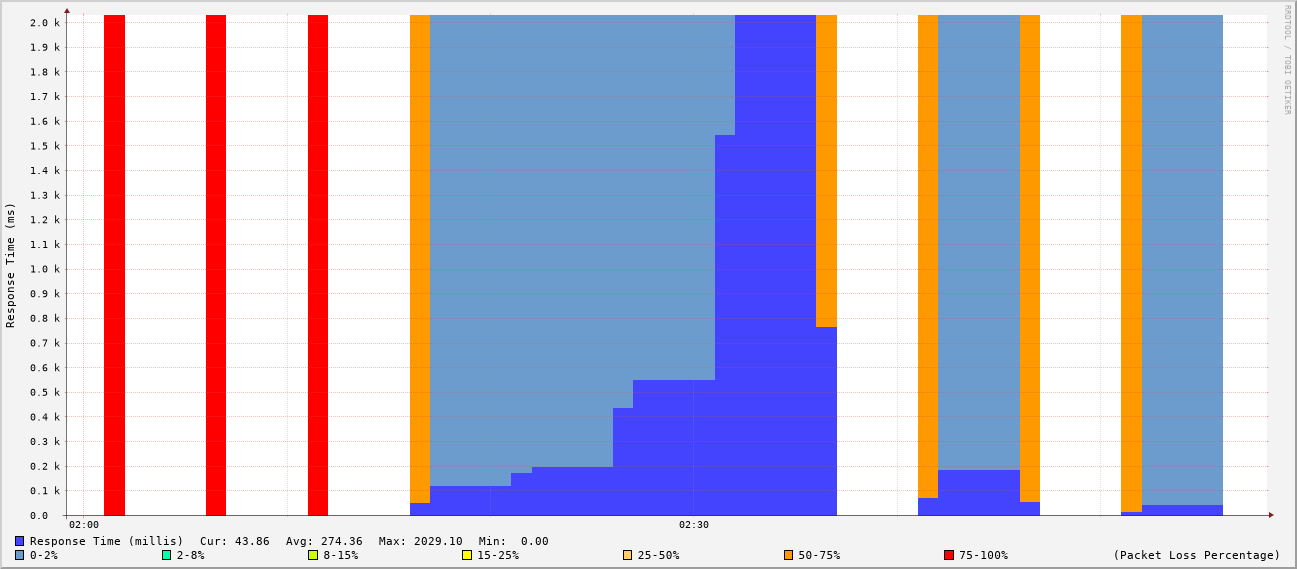 RRDTOOL / TOBI OETIKER
Response Time (ms)
2.0 k
1.9 k
1.8 k
1.7 k
1.6 k
1.5 k
1.4 k
1.3 k
1.2 k
1.1 k
1.0 k
0.9 k
0.8 k
0.7 k
0.6 k
0.5 k
0.4 k
0.3 k
0.2 k
0.1 k
0.0
02:00 02:30
Response Time (millis) Cur: 43.86 Avg: 274.36 Max: 2029.10 Min: 0.00
0-2% 2-8% 8-15% 15-25% 25-50% 50-75% 75-100% (Packet Loss Percentage)